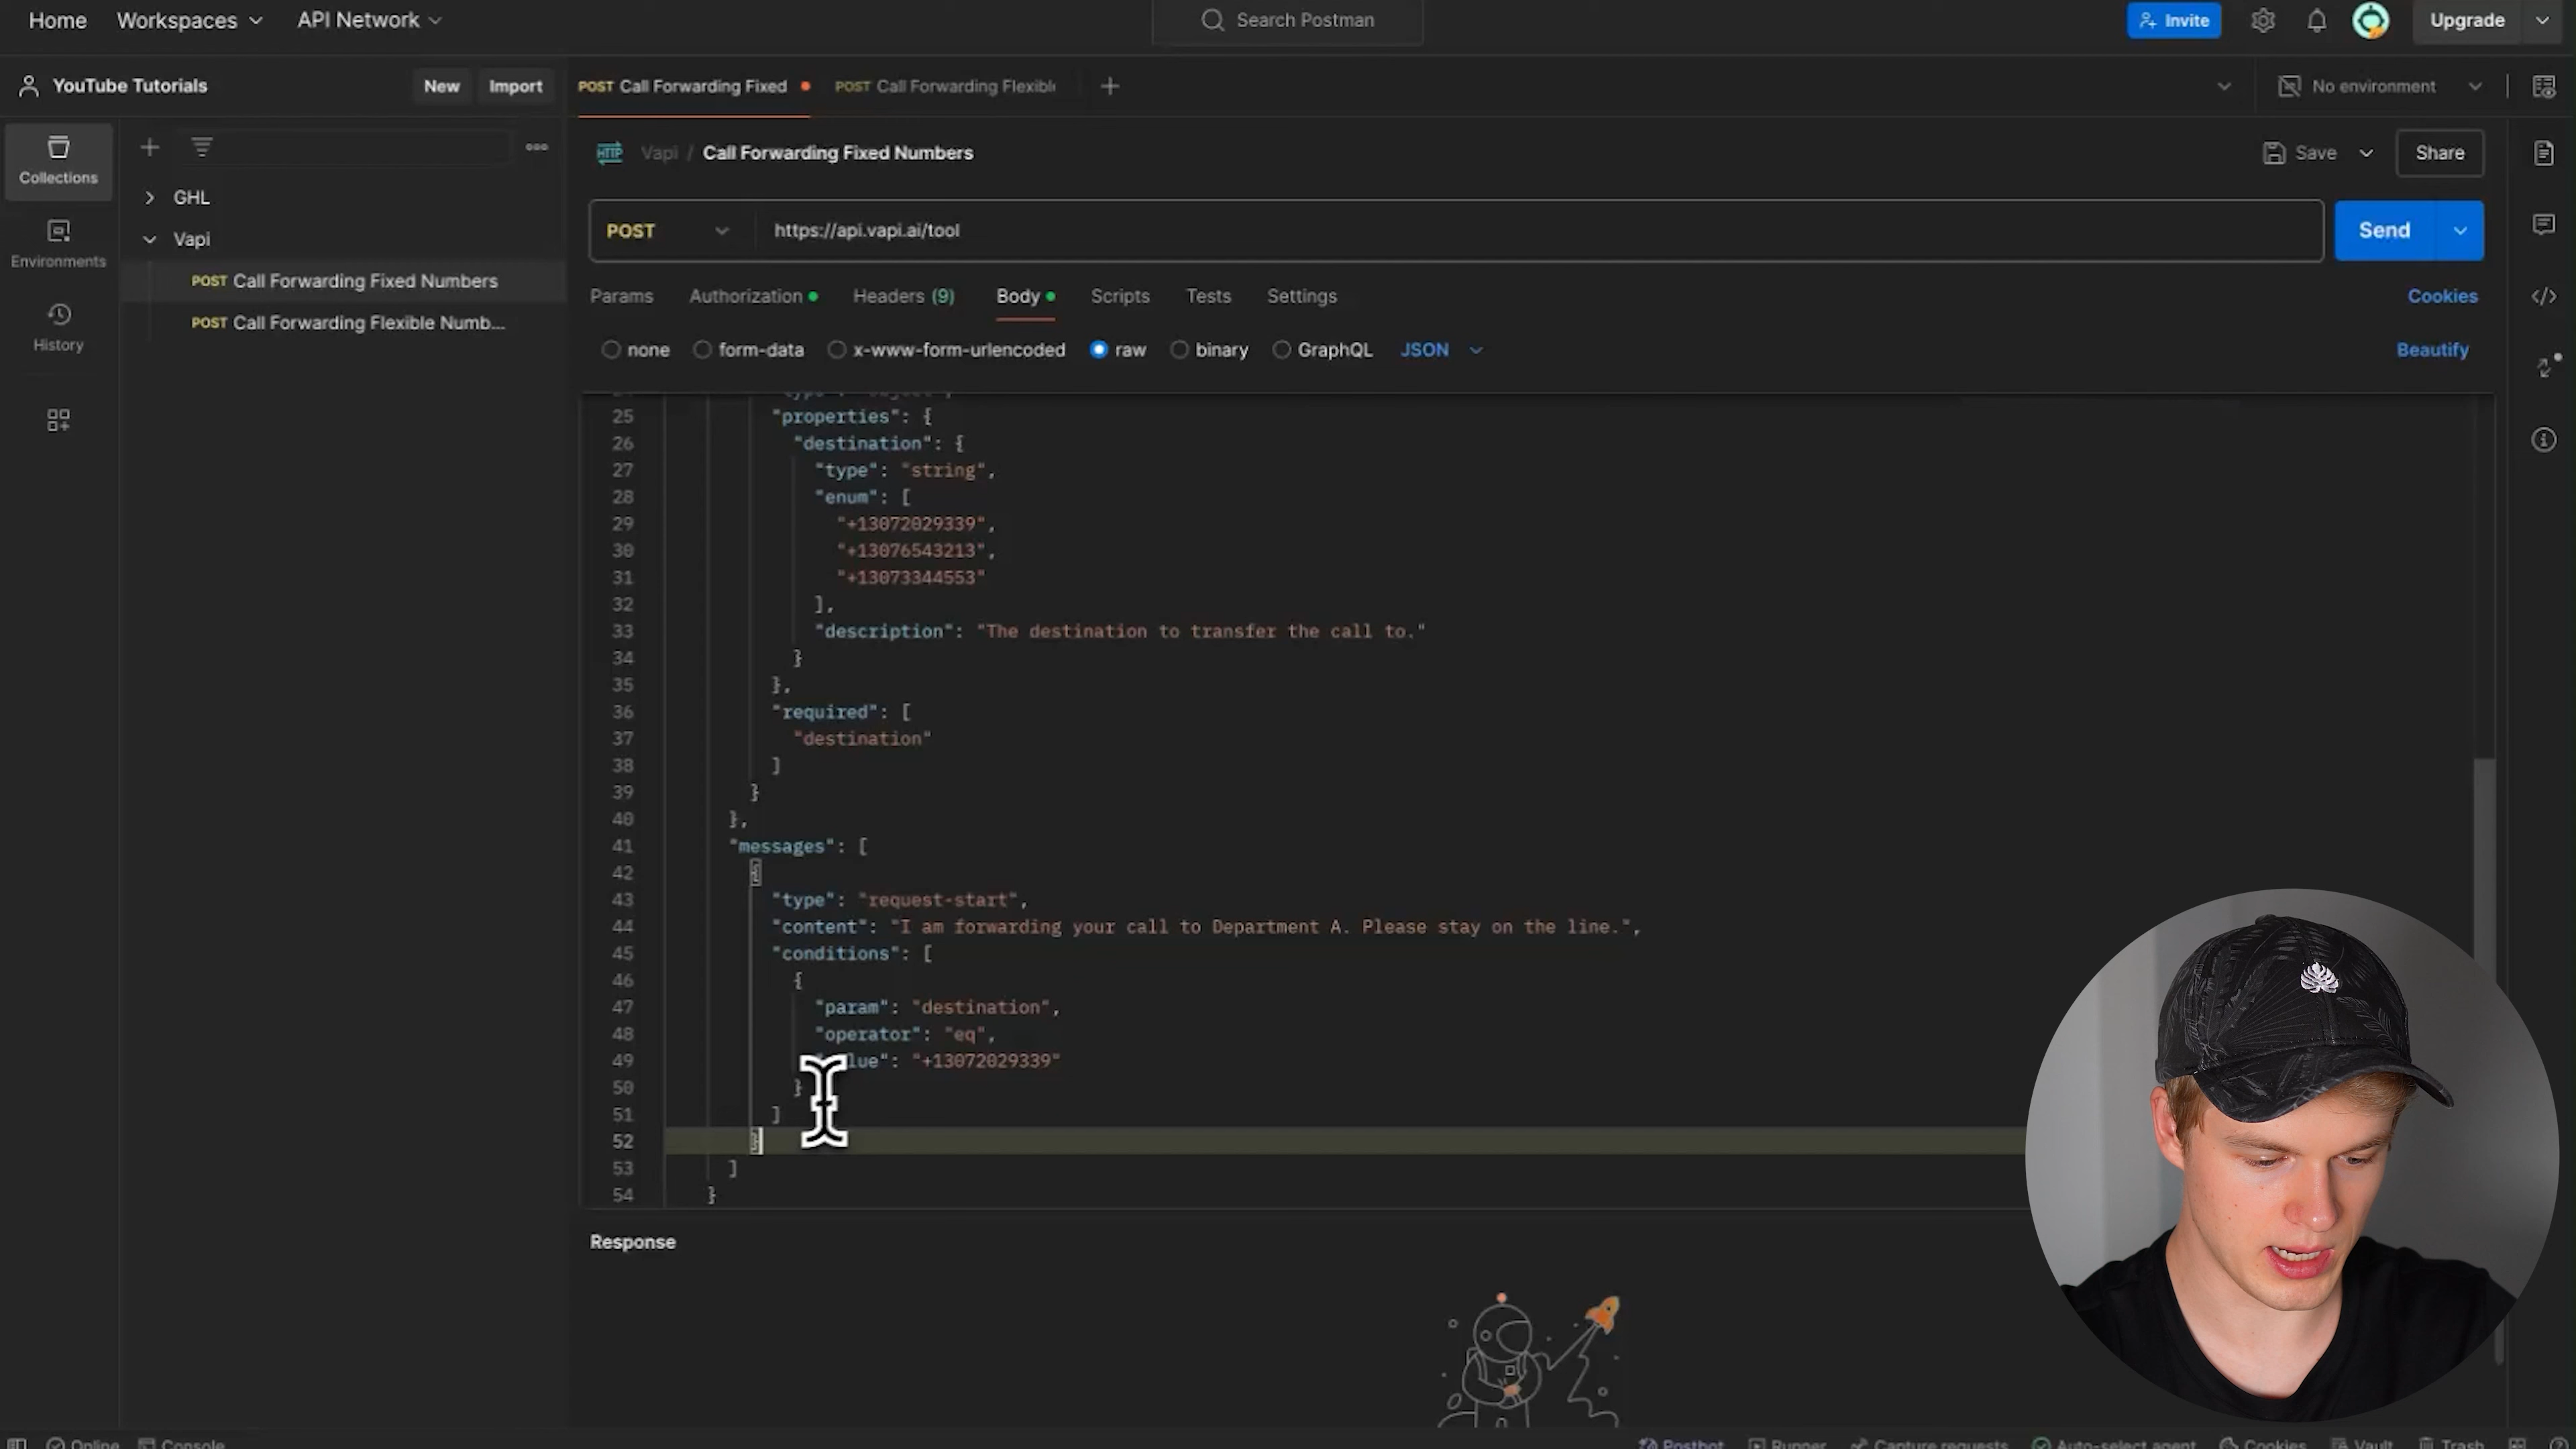 Home Workspaces API Network Search Postman Invite Upgrade
YouTube Tutorials New Import POST Call Forwarding Fixed POST Call Forwarding Flexibl No environment
Collections
Environments
History
GHL
Vapi
POST Call Forwarding Fixed Numbers
POST Call Forwarding Flexible Numb...
HTTP Vapi / Call Forwarding Fixed Numbers Save Share
POST https://api.vapi.ai/tool Send
Params Authorization Headers (9) Body Scripts Tests Settings Cookies
none form-data x-www-form-urlencoded raw binary GraphQL JSON Beautify
25 "properties": {
26 "destination": {
27 "type": "string",
28 "enum": [
29 "+13072029339",
30 "+13076543213",
31 "+13073344553"
32 ],
33 "description": "The destination to transfer the call to."
34 }
35 },
36 "required": [
37 "destination"
38 ]
39 }
40 },
41 "messages": [
42 {
43 "type": "request-start",
44 "content": "I am forwarding your call to Department A. Please stay on the line.",
45 "conditions": [
46 {
47 "param": "destination",
48 "operator": "eq",
49 lue": "+13072029339"
50 }
51 ]
52 }
53 ]
54 }
Response
Online Console Postbot Runner Capture requests Auto-select agent Cookies Vault Trash